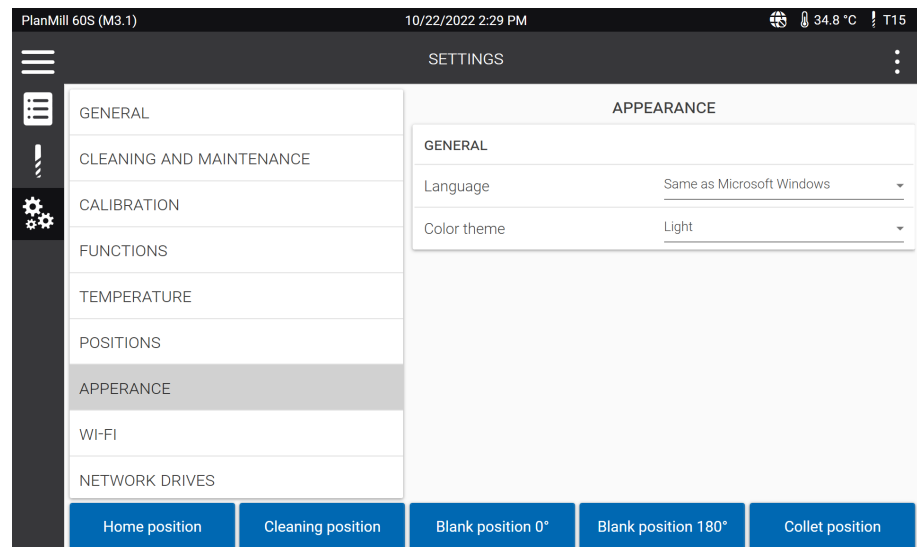 PlanMill 60S (M3.1) 10/22/2022 2:29 PM 34.8 °C T15
SETTINGS
GENERAL
CLEANING AND MAINTENANCE
CALIBRATION
FUNCTIONS
TEMPERATURE
POSITIONS
APPERANCE
WI-FI
NETWORK DRIVES
APPEARANCE
GENERAL
Language Same as Microsoft Windows
Color theme Light
Home position Cleaning position Blank position 0° Blank position 180° Collet position